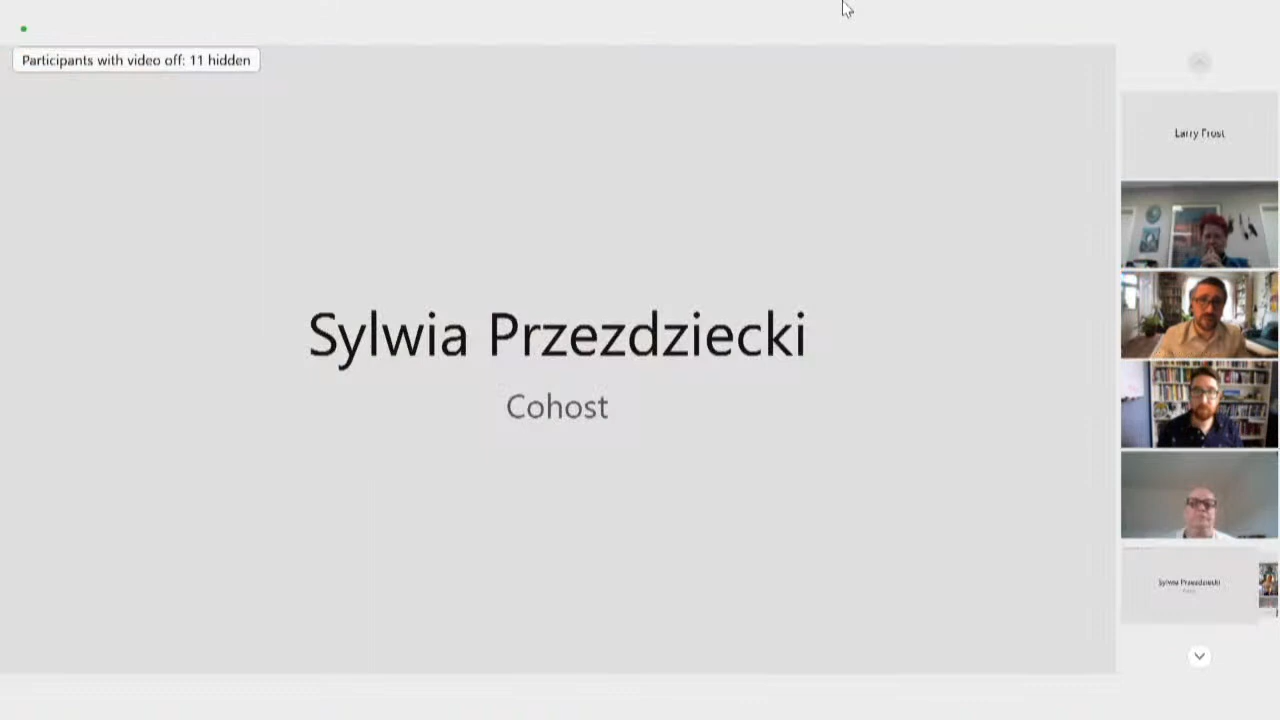 Participants with video off: 11 hidden
Larry Frost
Sylwia Przezdziecki
Cohost
Sylwia Przezdziecki